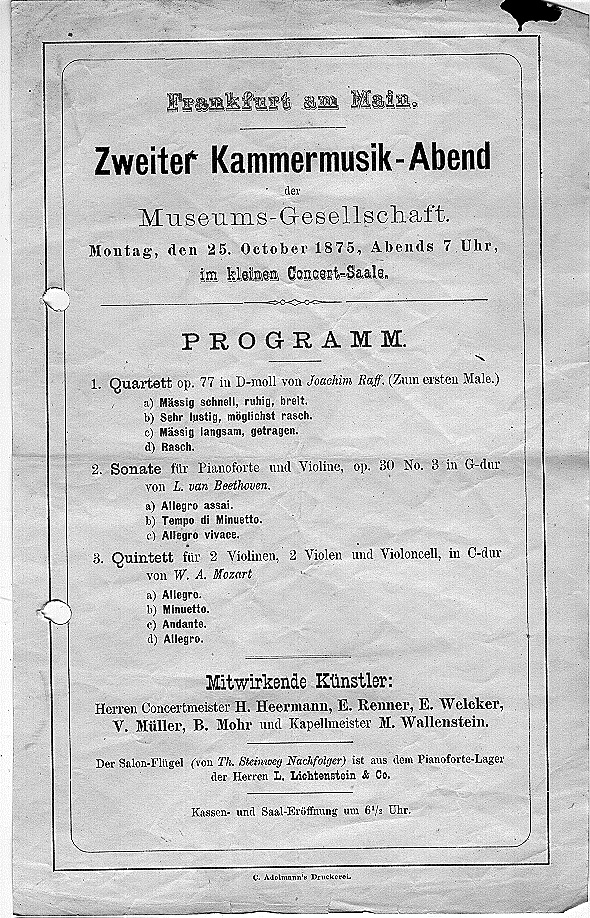 Frankfurt am Main.
Zweiter Kammermusik-Abend
der
Museums-Gesellschaft.
Montag, den 25. October 1875, Abends 7 Uhr,
im kleinen Concert-Saale.
PROGRAMM.
1. Quartett op. 77 in D-moll von Joachim Raff. (Zum ersten Male.)
a) Mässig schnell, ruhig, breit.
b) Sehr lustig, möglichst rasch.
c) Mässig langsam, getragen.
d) Rasch.
2. Sonate für Pianoforte und Violine, op. 30 No. 3 in G-dur
von L. van Beethoven.
a) Allegro assai.
b) Tempo di Minuetto.
c) Allegro vivace.
3. Quintett für 2 Violinen, 2 Violen und Violoncell, in C-dur
von W. A. Mozart
a) Allegro.
b) Minuetto.
c) Andante.
d) Allegro.
Mitwirkende Künstler:
Herren Concertmeister H. Heermann, E. Renner, E. Welcker,
V. Müller, B. Mohr und Kapellmeister M. Wallenstein.
Der Salon-Flügel (von Th. Steinweg Nachfolger) ist aus dem Pianoforte-Lager
der Herren L. Lichtenstein & Co.
Kassen- und Saal-Eröffnung um 6½ Uhr.
C. Adelmann's Druckerei.